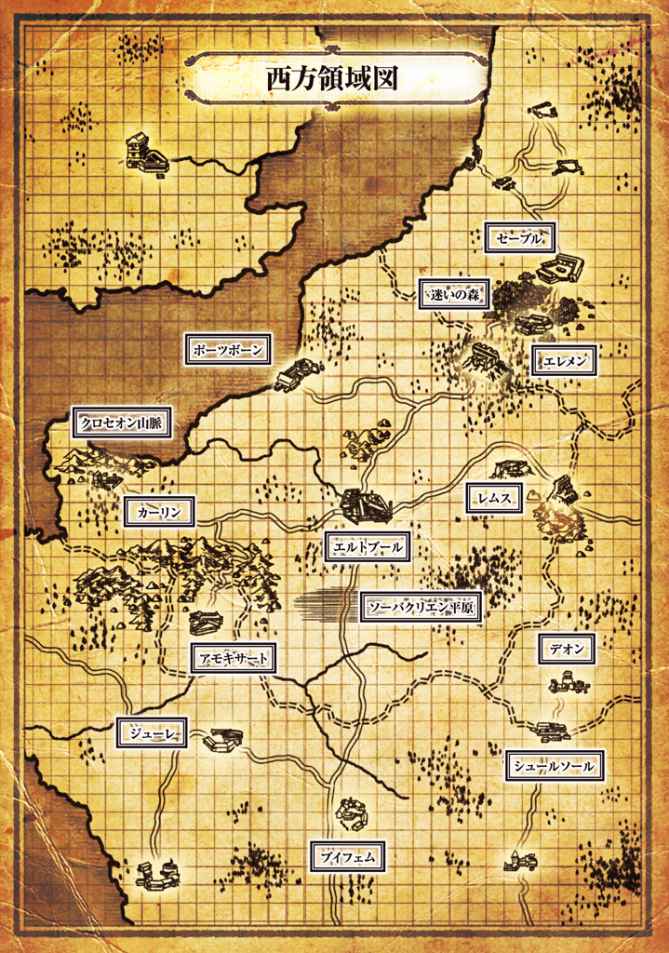 西方領域図
セーブル
迷いの森
ポーツボーン
エレメン
クロセオン山脈
レムス
カーリン
エルトブール
ソーバクリエン平原
デオン
アモキサート
ジューレ
シュールソール
ブイフェム